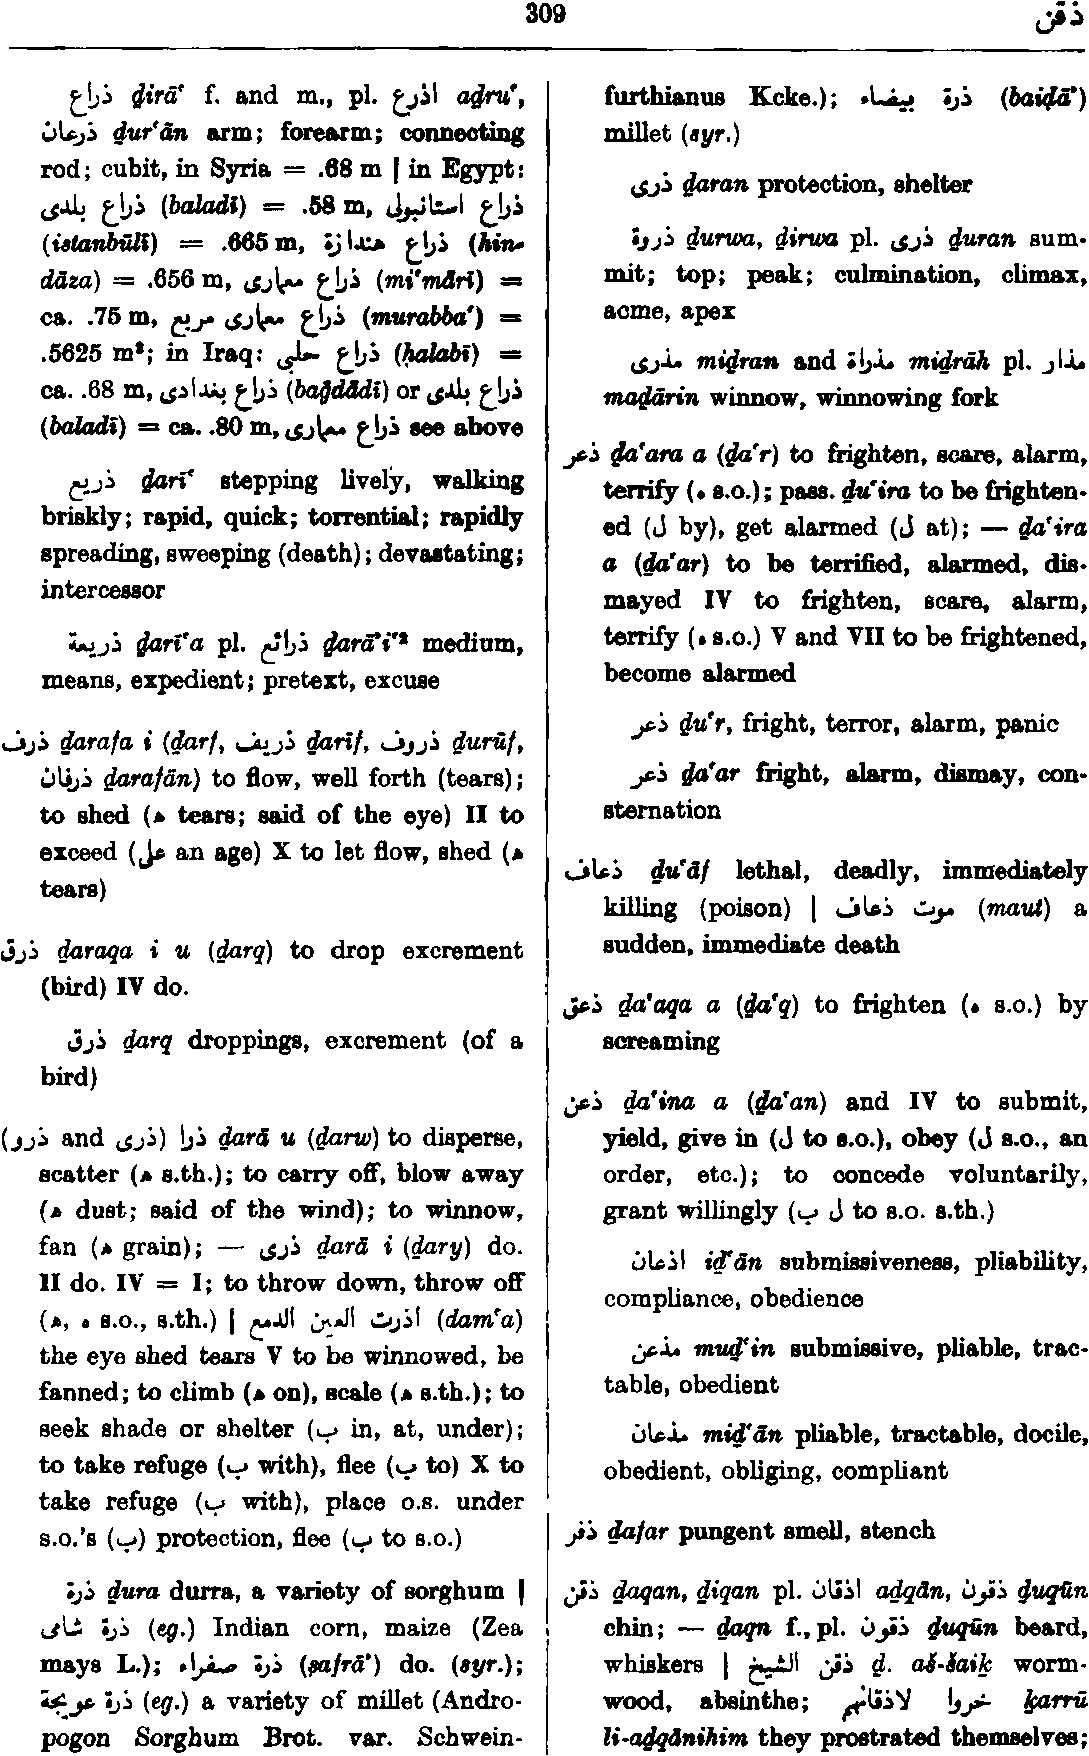 309
ذقن
ذراع ḏirāʿ f. and m., pl. اذرع aḏruʿ,
ذرعان ḏurʿān arm; forearm; connecting
rod; cubit, in Syria = .68 m | in Egypt:
ذراع بلدى (baladī) = .58 m, ذراع استانبولى
(istanbūlī) = .665 m, ذراع هندازة (hin-
dāza) = .656 m, ذراع معمارى (miʿmārī) =
ca. .75 m, ذراع معمارى مربع (murabbaʿ) =
.5625 m²; in Iraq: ذراع حلبى (ḥalabī) =
ca. .68 m, ذراع بغدادى (baḡdādī) or ذراع بلدى
(baladī) = ca. .80 m, ذراع معمارى see above
ذريع ḏarīʿ stepping lively, walking
briskly; rapid, quick; torrential; rapidly
spreading, sweeping (death); devastating;
intercessor
ذريعة ḏarīʿa pl. ذرائع ḏarāʾiʿ² medium,
means, expedient; pretext, excuse
ذرف ḏarafa i (ḏarf, ذريف ḏarīf, ذروف ḏurūf,
ذرفان ḏarafān) to flow, well forth (tears);
to shed (ه tears; said of the eye) II to
exceed (على an age) X to let flow, shed (ه
tears)
ذرق ḏaraqa i u (ḏarq) to drop excrement
(bird) IV do.
ذرق ḏarq droppings, excrement (of a
bird)
(ذرو and ذرى) ذرا ḏarā u (ḏarw) to disperse,
scatter (ه s.th.); to carry off, blow away
(ه dust; said of the wind); to winnow,
fan (ه grain); — ذرى ḏarā i (ḏary) do.
II do. IV = I; to throw down, throw off
(ه, ه s.o., s.th.) | اذرت العين الدمع (damʿa)
the eye shed tears V to be winnowed, be
fanned; to climb (ه on), scale (ه s.th.); to
seek shade or shelter (ب in, at, under);
to take refuge (ب with), flee (ب to) X to
take refuge (ب with), place o.s. under
s.o.'s (ب) protection, flee (ب to s.o.)
ذرة ḏura durra, a variety of sorghum |
ذرة شامى (eg.) Indian corn, maize (Zea
mays L.); ذرة صفراء (ṣafrāʾ) do. (syr.);
ذرة عويجة (eg.) a variety of millet (Andro-
pogon Sorghum Brot. var. Schwein-
furthianus Kcke.); ذرة بيضاء (baiḍāʾ)
millet (syr.)
ذرى ḏaran protection, shelter
ذروة ḏurwa, ḏirwa pl. ذرى ḏuran sum-
mit; top; peak; culmination, climax,
acme, apex
مذرى miḏran and مذراة miḏrāh pl. مذار
maḏārin winnow, winnowing fork
ذعر ḏaʿara a (ḏaʿr) to frighten, scare, alarm,
terrify (ه s.o.); pass. ḏuʿira to be frighten-
ed (ل by), get alarmed (ل at); — ḏaʿira
a (ḏaʿar) to be terrified, alarmed, dis-
mayed IV to frighten, scare, alarm,
terrify (ه s.o.) V and VII to be frightened,
become alarmed
ذعر ḏuʿr, fright, terror, alarm, panic
ذعر ḏaʿar fright, alarm, dismay, con-
sternation
ذعاف ḏuʿāf lethal, deadly, immediately
killing (poison) | موت ذعاف (maut) a
sudden, immediate death
ذعق ḏaʿaqa a (ḏaʿq) to frighten (ه s.o.) by
screaming
ذعن ḏaʿina a (ḏaʿan) and IV to submit,
yield, give in (ل to s.o.), obey (ل s.o., an
order, etc.); to concede voluntarily,
grant willingly (ل ب to s.o. s.th.)
اذعان iḏʿān submissiveness, pliability,
compliance, obedience
مذعن muḏʿin submissive, pliable, trac-
table, obedient
مذعان miḏʿān pliable, tractable, docile,
obedient, obliging, compliant
ذفر ḏafar pungent smell, stench
ذقن ḏaqan, ḏiqan pl. اذقان aḏqān, ذقون ḏuqūn
chin; — ḏaqn f., pl. ذقون ḏuqūn beard,
whiskers | ذقن الشيخ ḏ. aš-šaiḵ worm-
wood, absinthe; خروا لاذقانهم ḵarrū
li-aḏqānihim they prostrated themselves;